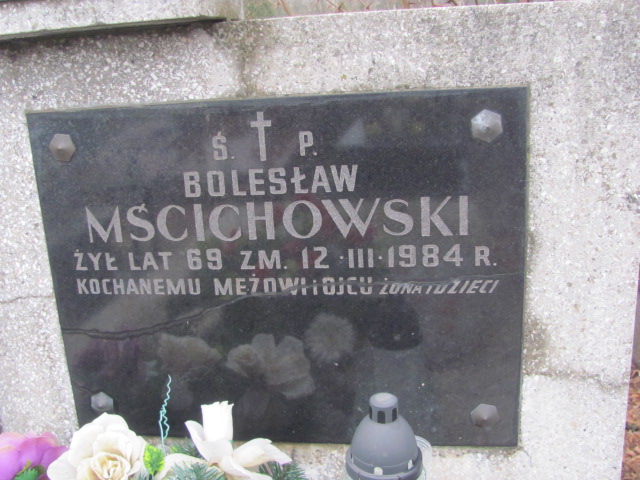 Ś. P.
BOLESŁAW
MŚCICHOWSKI
ŻYŁ LAT 69 ZM. 12·III·1984 R.
KOCHANEMU MĘŻOWI I OJCU ŻONA I DZIECI